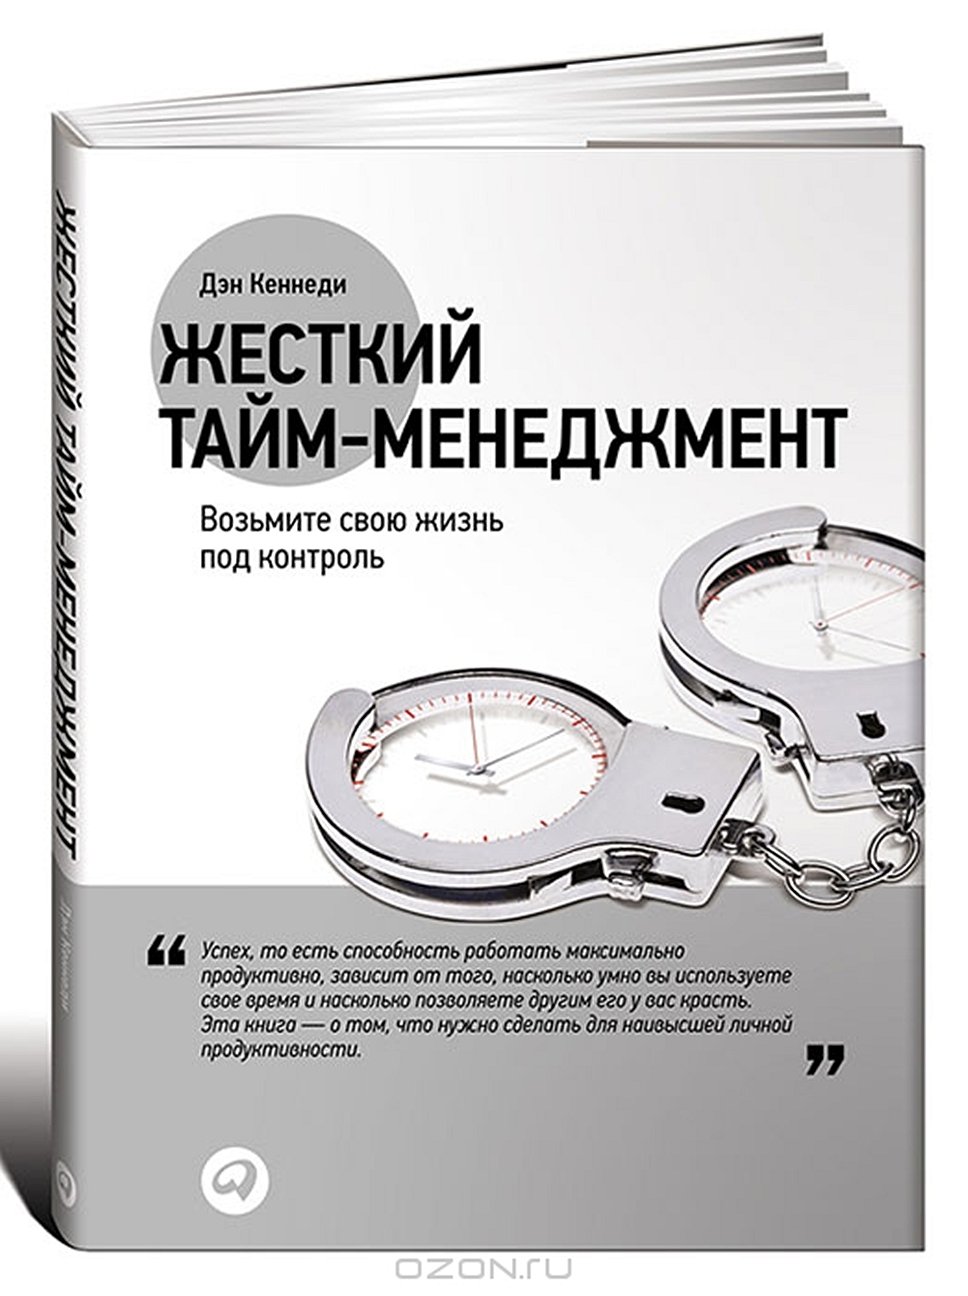 Дэн Кеннеди
ЖЕСТКИЙ
ТАЙМ-МЕНЕДЖМЕНТ
Возьмите свою жизнь
под контроль
“Успех, то есть способность работать максимально
продуктивно, зависит от того, насколько умно вы используете
свое время и насколько позволяете другим его у вас красть.
Эта книга — о том, что нужно сделать для наивысшей личной
продуктивности.”
ЖЕСТКИЙ ТАЙМ-МЕНЕДЖМЕНТ
Дэн Кеннеди
OZON.ru